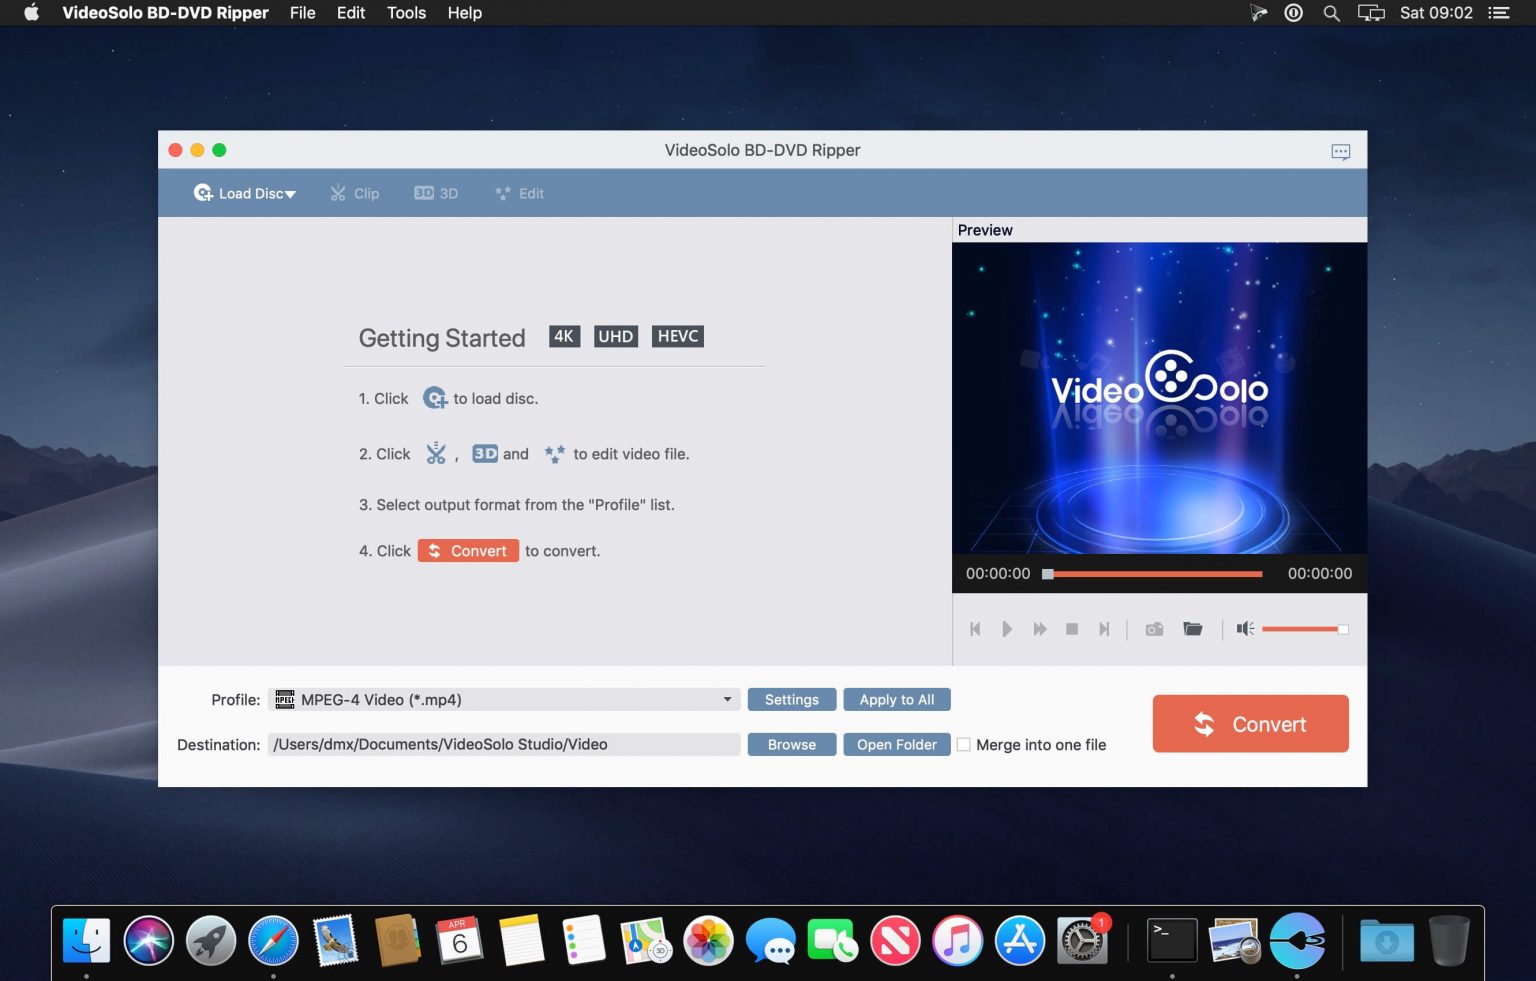 VideoSolo BD-DVD Ripper File Edit Tools Help Sat 09:02
VideoSolo BD-DVD Ripper
Load Disc Clip 3D 3D Edit
Preview
Getting Started 4K UHD HEVC
1. Click to load disc.
2. Click , 3D and to edit video file.
3. Select output format from the "Profile" list.
4. Click Convert to convert.
VideoSolo
00:00:00 00:00:00
Profile: MPEG MPEG-4 Video (*.mp4) Settings Apply to All
Convert
Destination: /Users/dmx/Documents/VideoSolo Studio/Video Browse Open Folder Merge into one file
APR
6
3D
1
>_